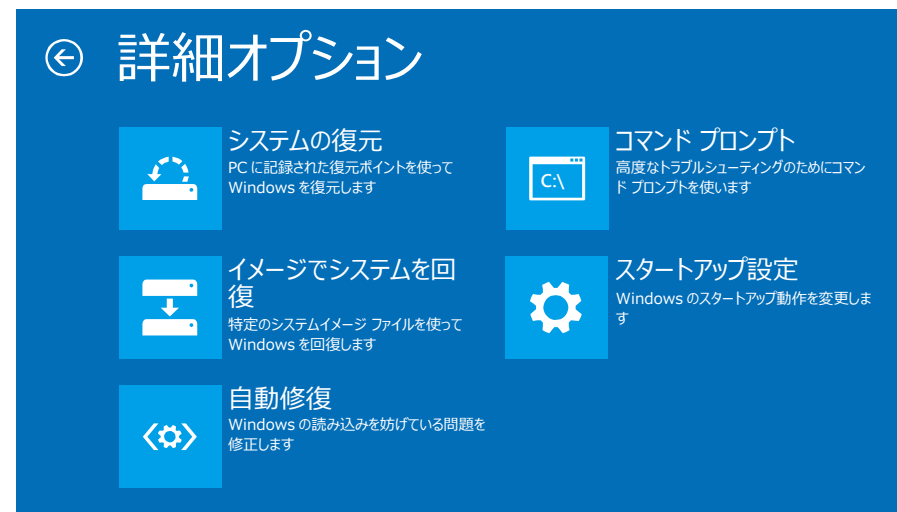 詳細オプション
システムの復元
PC に記録された復元ポイントを使って
Windows を復元します
コマンド プロンプト
高度なトラブルシューティングのためにコマン
ド プロンプトを使います
C:\
イメージでシステムを回
復
特定のシステムイメージ ファイルを使って
Windows を回復します
スタートアップ設定
Windows のスタートアップ動作を変更しま
す
自動修復
Windows の読み込みを妨げている問題を
修正します